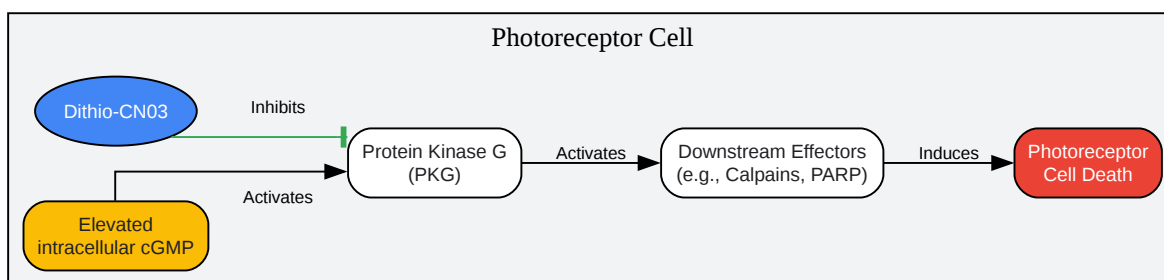 Photoreceptor Cell
Dithio-CN03
Inhibits
Protein Kinase G
(PKG)
Activates
Downstream Effectors
(e.g., Calpains, PARP)
Induces
Photoreceptor
Cell Death
Activates
Elevated
intracellular cGMP